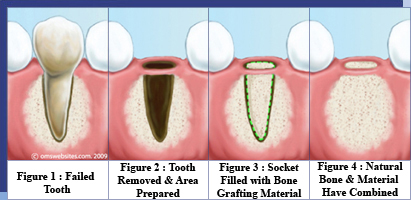 © omswebsites.com. 2009
Figure 1 : Failed
Tooth
Figure 2 : Tooth
Removed & Area
Prepared
Figure 3 : Socket
Filled with Bone
Grafting Material
Figure 4 : Natural
Bone & Material
Have Combined